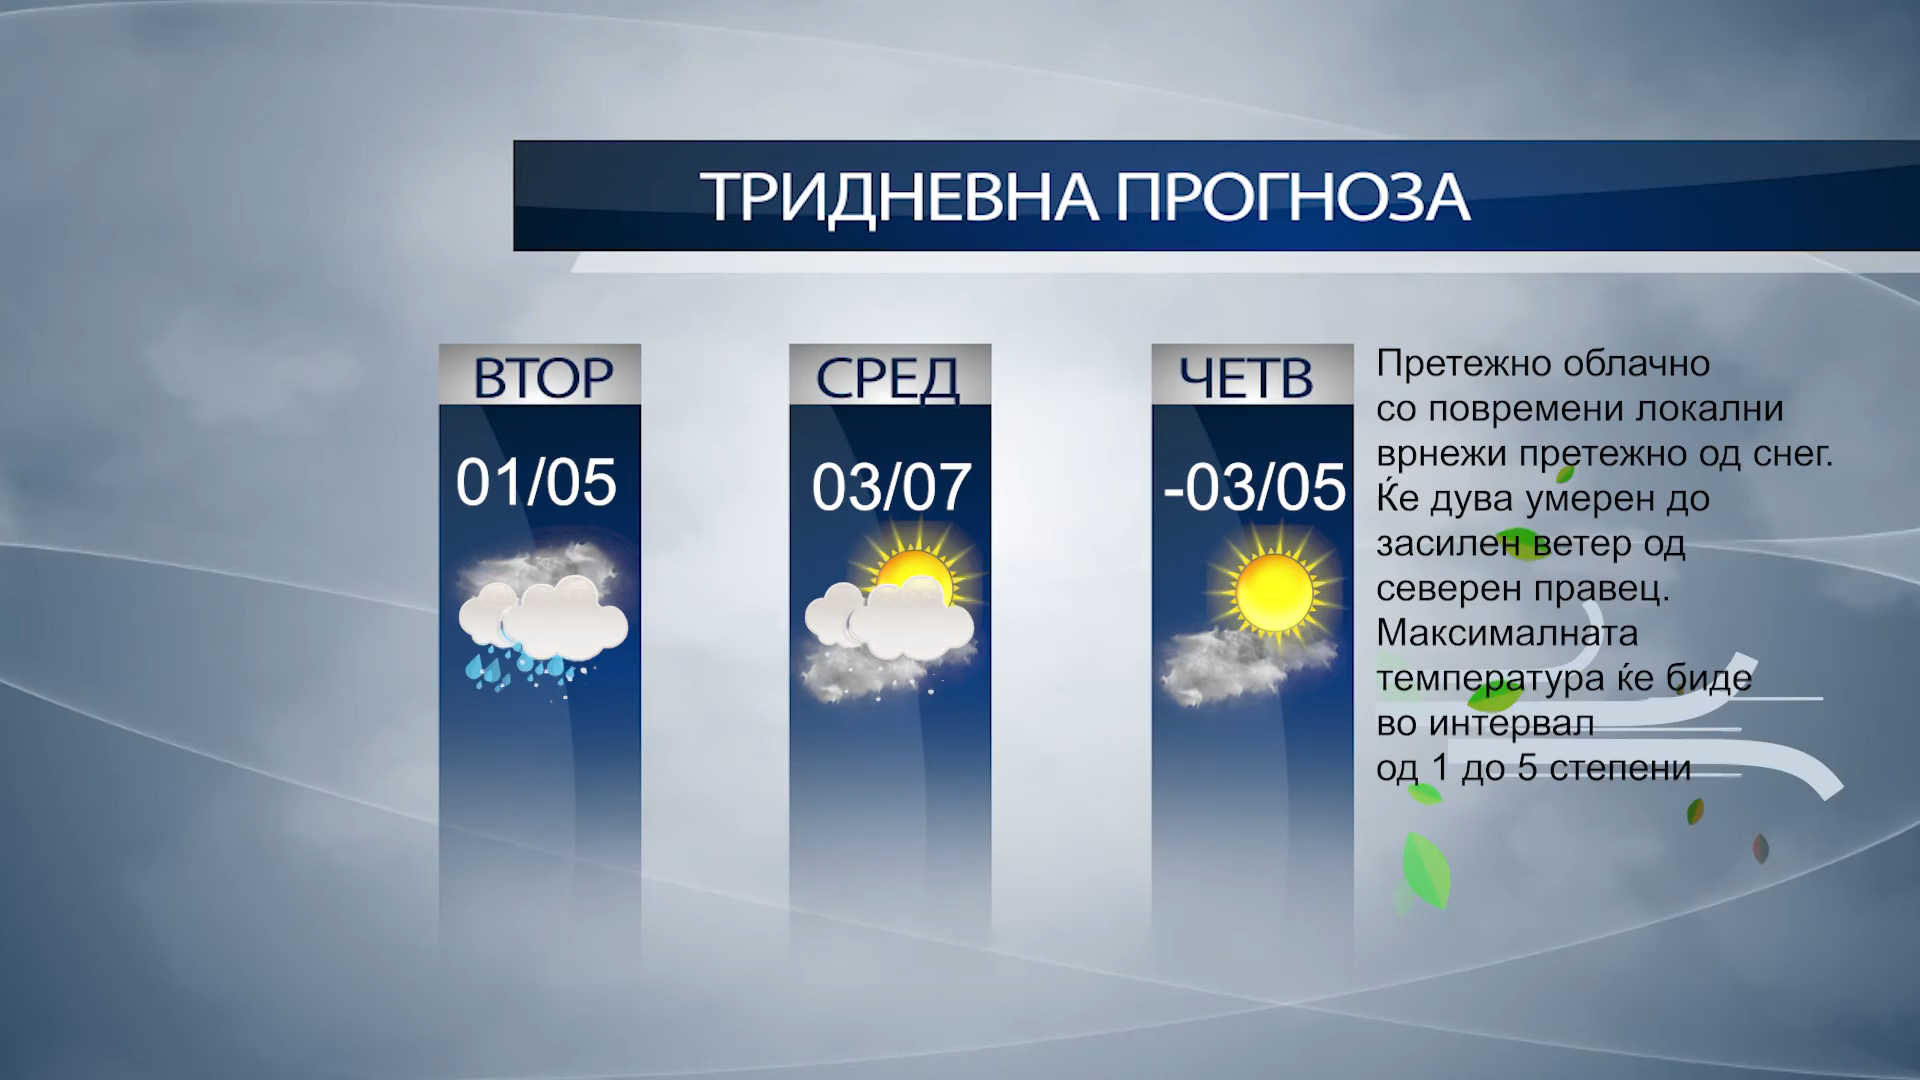 ТРИДНЕВНА ПРОГНОЗА
ВТОР
01/05
СРЕД
03/07
ЧЕТВ
-03/05
Претежно облачно
со повремени локални
врнежи претежно од снег.
Ќе дува умерен до
засилен ветер од
северен правец.
Максималната
температура ќе биде
во интервал
од 1 до 5 степени